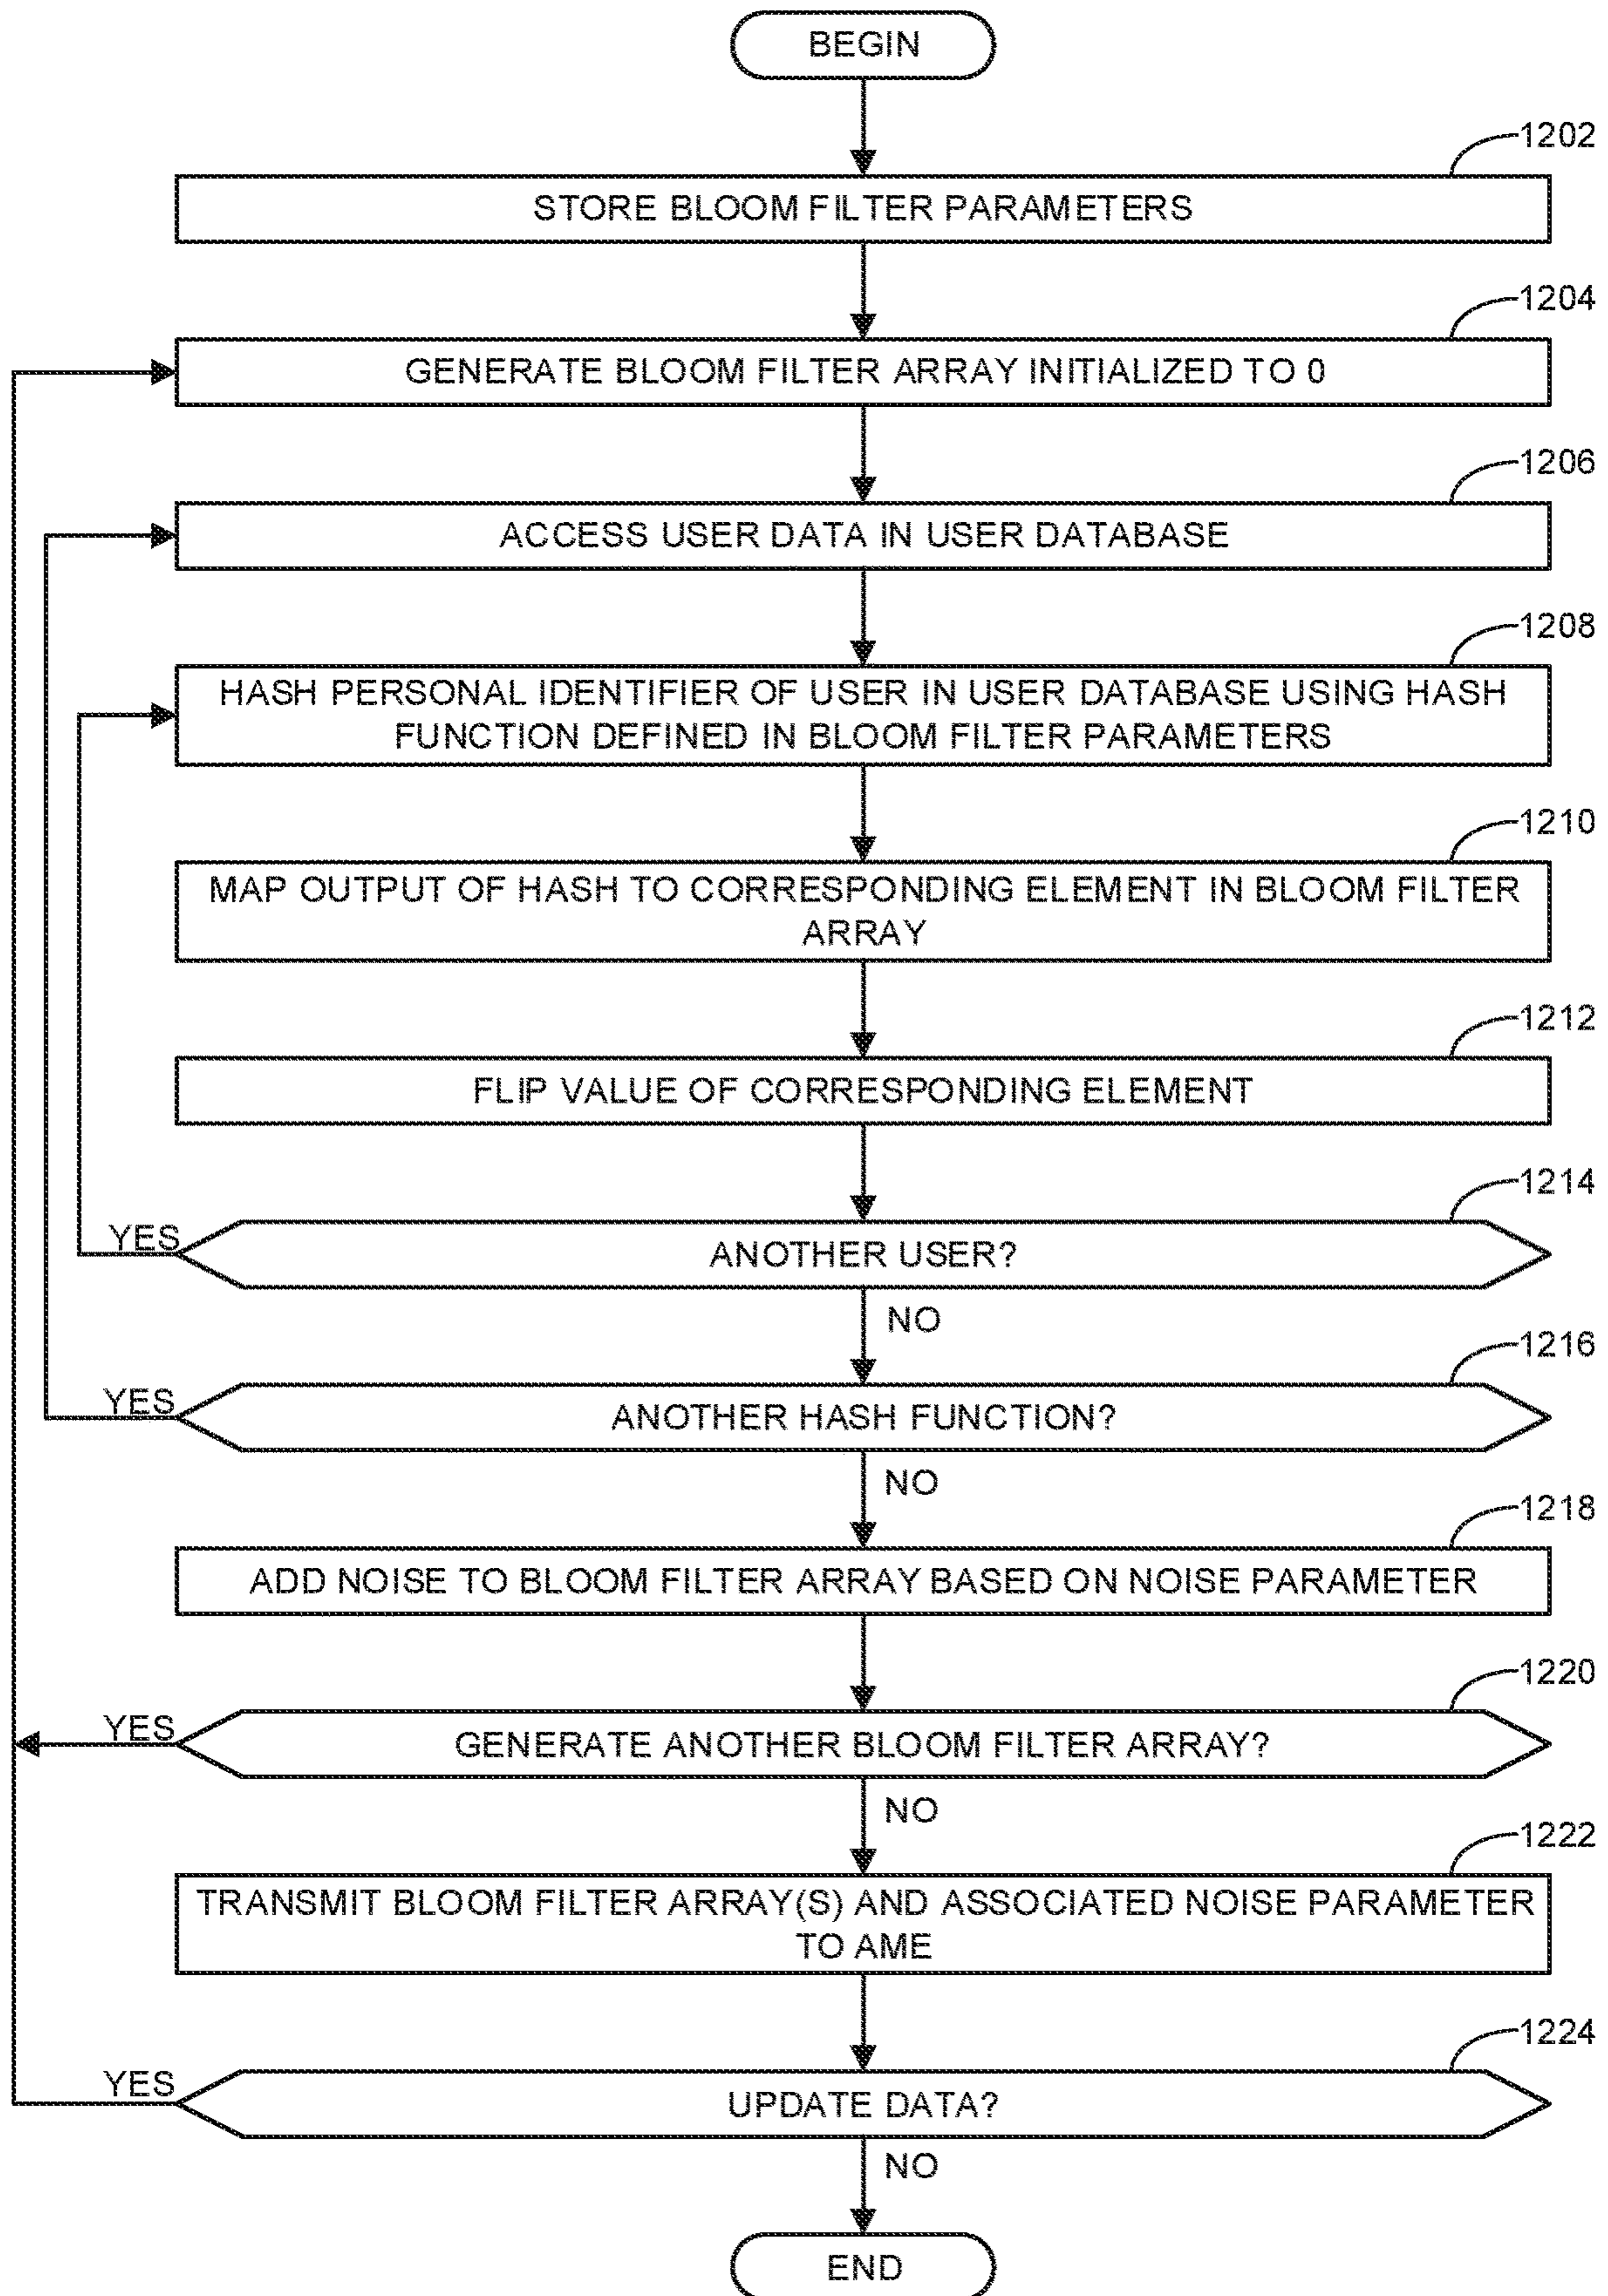 BEGIN
1202
STORE BLOOM FILTER PARAMETERS
1204
GENERATE BLOOM FILTER ARRAY INITIALIZED TO 0
1206
ACCESS USER DATA IN USER DATABASE
1208
HASH PERSONAL IDENTIFIER OF USER IN USER DATABASE USING HASH
FUNCTION DEFINED IN BLOOM FILTER PARAMETERS
1210
MAP OUTPUT OF HASH TO CORRESPONDING ELEMENT IN BLOOM FILTER
ARRAY
1212
FLIP VALUE OF CORRESPONDING ELEMENT
1214
YES
ANOTHER USER?
NO
1216
YES
ANOTHER HASH FUNCTION?
NO
1218
ADD NOISE TO BLOOM FILTER ARRAY BASED ON NOISE PARAMETER
1220
YES
GENERATE ANOTHER BLOOM FILTER ARRAY?
NO
1222
TRANSMIT BLOOM FILTER ARRAY(S) AND ASSOCIATED NOISE PARAMETER
TO AME
1224
YES
UPDATE DATA?
NO
END